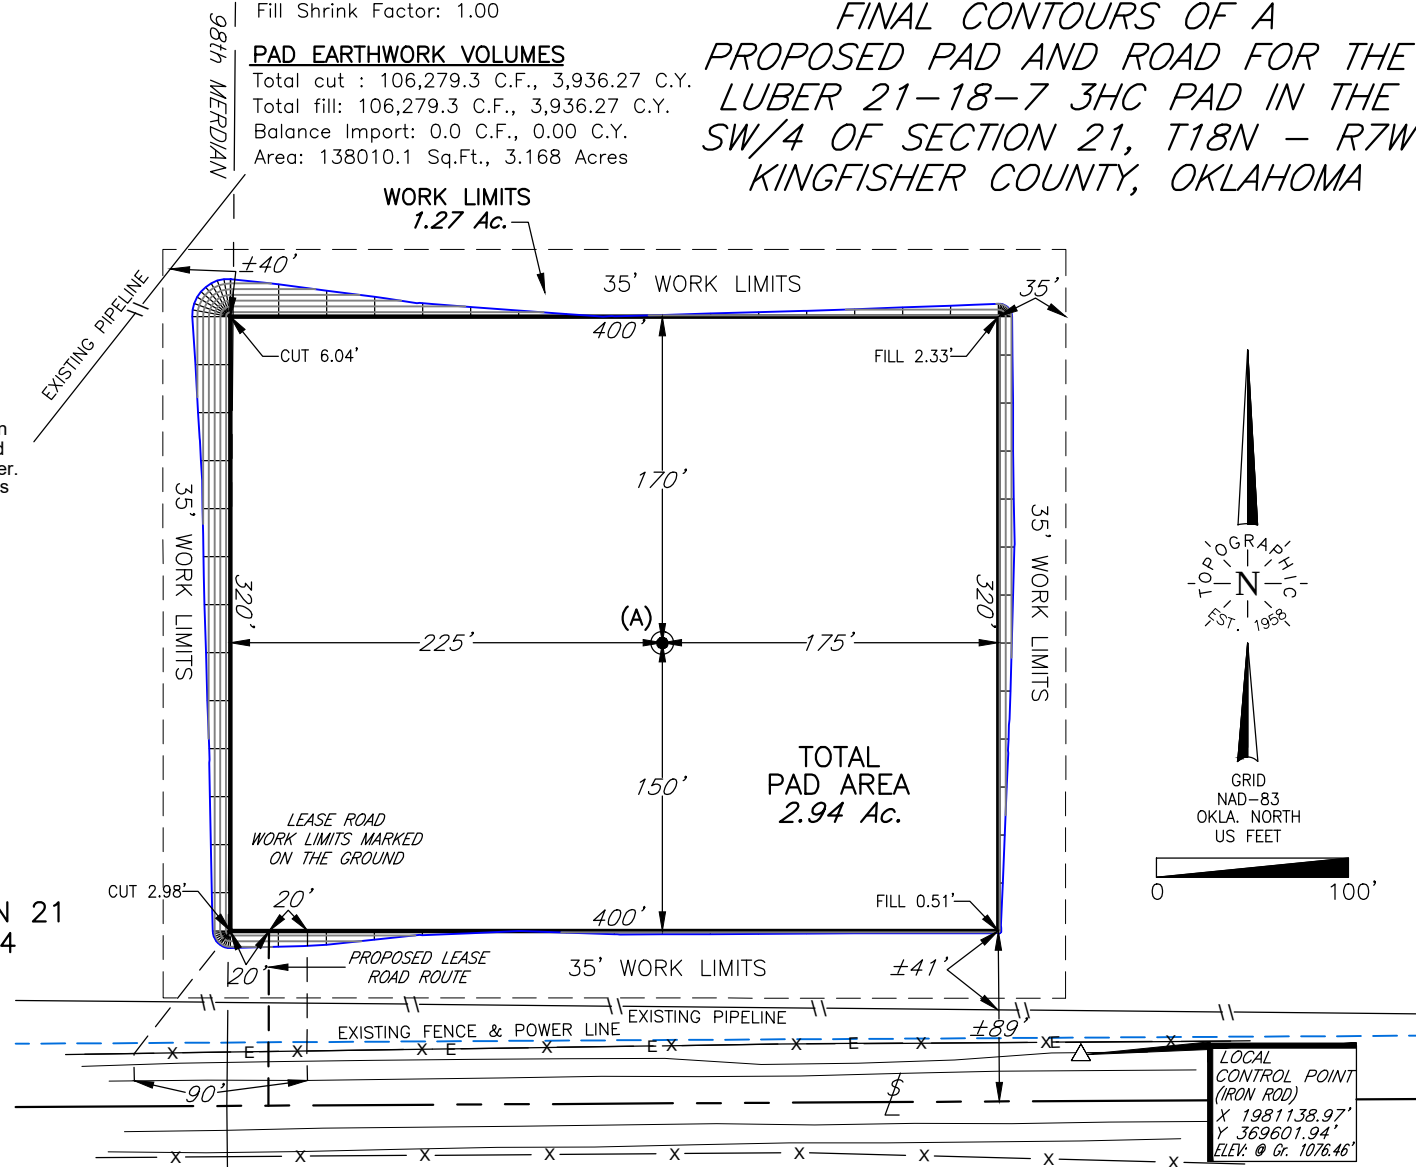 Fill Shrink Factor: 1.00
PAD EARTHWORK VOLUMES
Total cut : 106,279.3 C.F., 3,936.27 C.Y.
Total fill: 106,279.3 C.F., 3,936.27 C.Y.
Balance Import: 0.0 C.F., 0.00 C.Y.
Area: 138010.1 Sq.Ft., 3.168 Acres
98th MERDIAN
FINAL CONTOURS OF A
PROPOSED PAD AND ROAD FOR THE
LUBER 21-18-7 3HC PAD IN THE
SW/4 OF SECTION 21, T18N - R7W
KINGFISHER COUNTY, OKLAHOMA
WORK LIMITS
1.27 Ac.
±40'
35' WORK LIMITS
35'
EXISTING PIPELINE
400'
CUT 6.04'
FILL 2.33'
n
d
er.
s
170'
35' WORK LIMITS
35' WORK LIMITS
320'
320'
(A)
225'
175'
TOPOGRAPHIC
N
EST. 1958
150'
TOTAL
PAD AREA
2.94 Ac.
GRID
NAD-83
OKLA. NORTH
US FEET
0 100'
LEASE ROAD
WORK LIMITS MARKED
ON THE GROUND
CUT 2.98'
20'
FILL 0.51'
N 21
4
400'
20'
PROPOSED LEASE
ROAD ROUTE
35' WORK LIMITS
±41'
EXISTING PIPELINE
EXISTING FENCE & POWER LINE
±89'
X E X X E X E X X E X X E X
90'
LOCAL
CONTROL POINT
(IRON ROD)
X 1981138.97'
Y 369601.94'
ELEV: @ Gr. 1076.46'
X X X X X X X X X